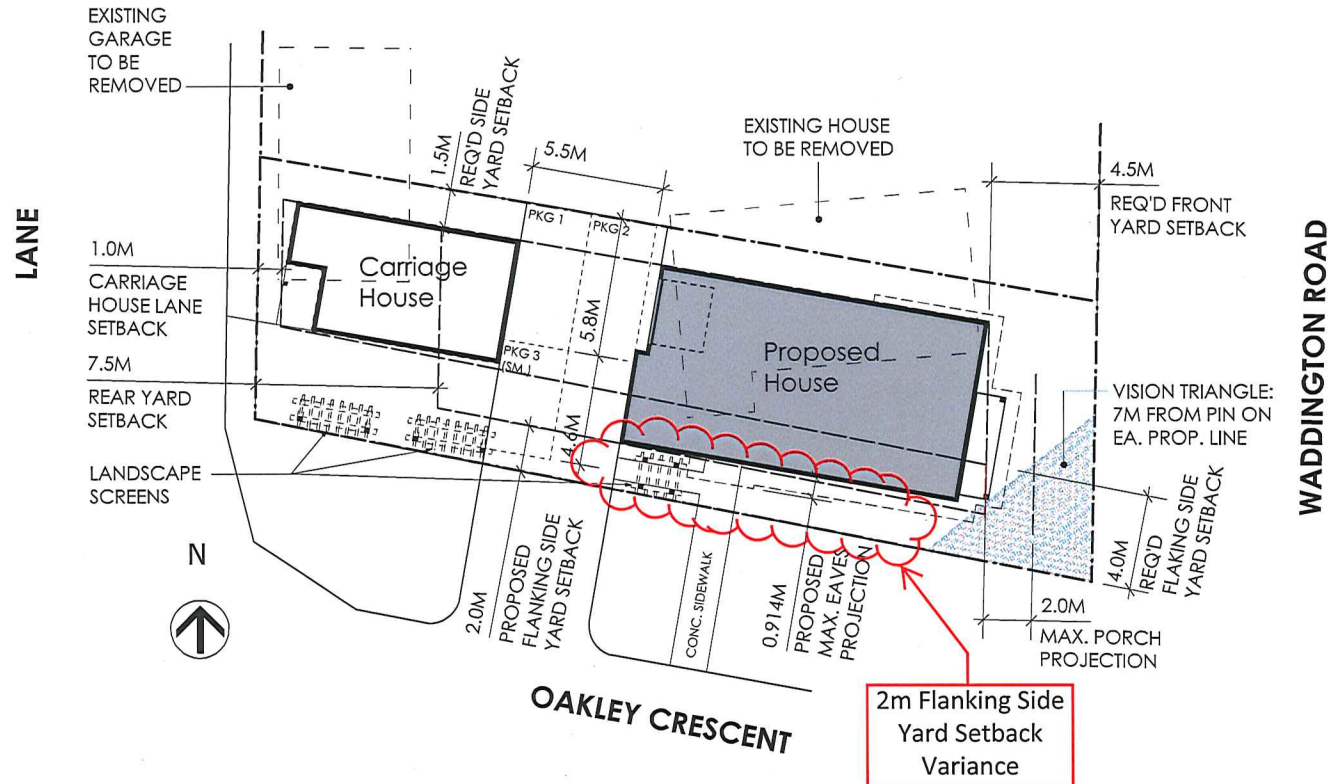 EXISTING
GARAGE
TO BE
REMOVED
1.5M
REQ'D SIDE
YARD SETBACK
5.5M
EXISTING HOUSE
TO BE REMOVED
4.5M
REQ'D FRONT
YARD SETBACK
LANE
WADDINGTON ROAD
PKG 1
PKG 2
1.0M
CARRIAGE
HOUSE LANE
SETBACK
Carriage
House
5.8M
PKG 3
(SM.)
Proposed
House
7.5M
REAR YARD
SETBACK
VISION TRIANGLE:
7M FROM PIN ON
EA. PROP. LINE
LANDSCAPE
SCREENS
4.6M
4.0M
REQ'D
FLAKING SIDE
YARD SETBACK
N
2.0M
PROPOSED
FLANKING SIDE
YARD SETBACK
CONC. SIDEWALK
0.914M
PROPOSED
MAX. EAVES
PROJECTION
2.0M
MAX. PORCH
PROJECTION
OAKLEY CRESCENT
2m Flanking Side
Yard Setback
Variance